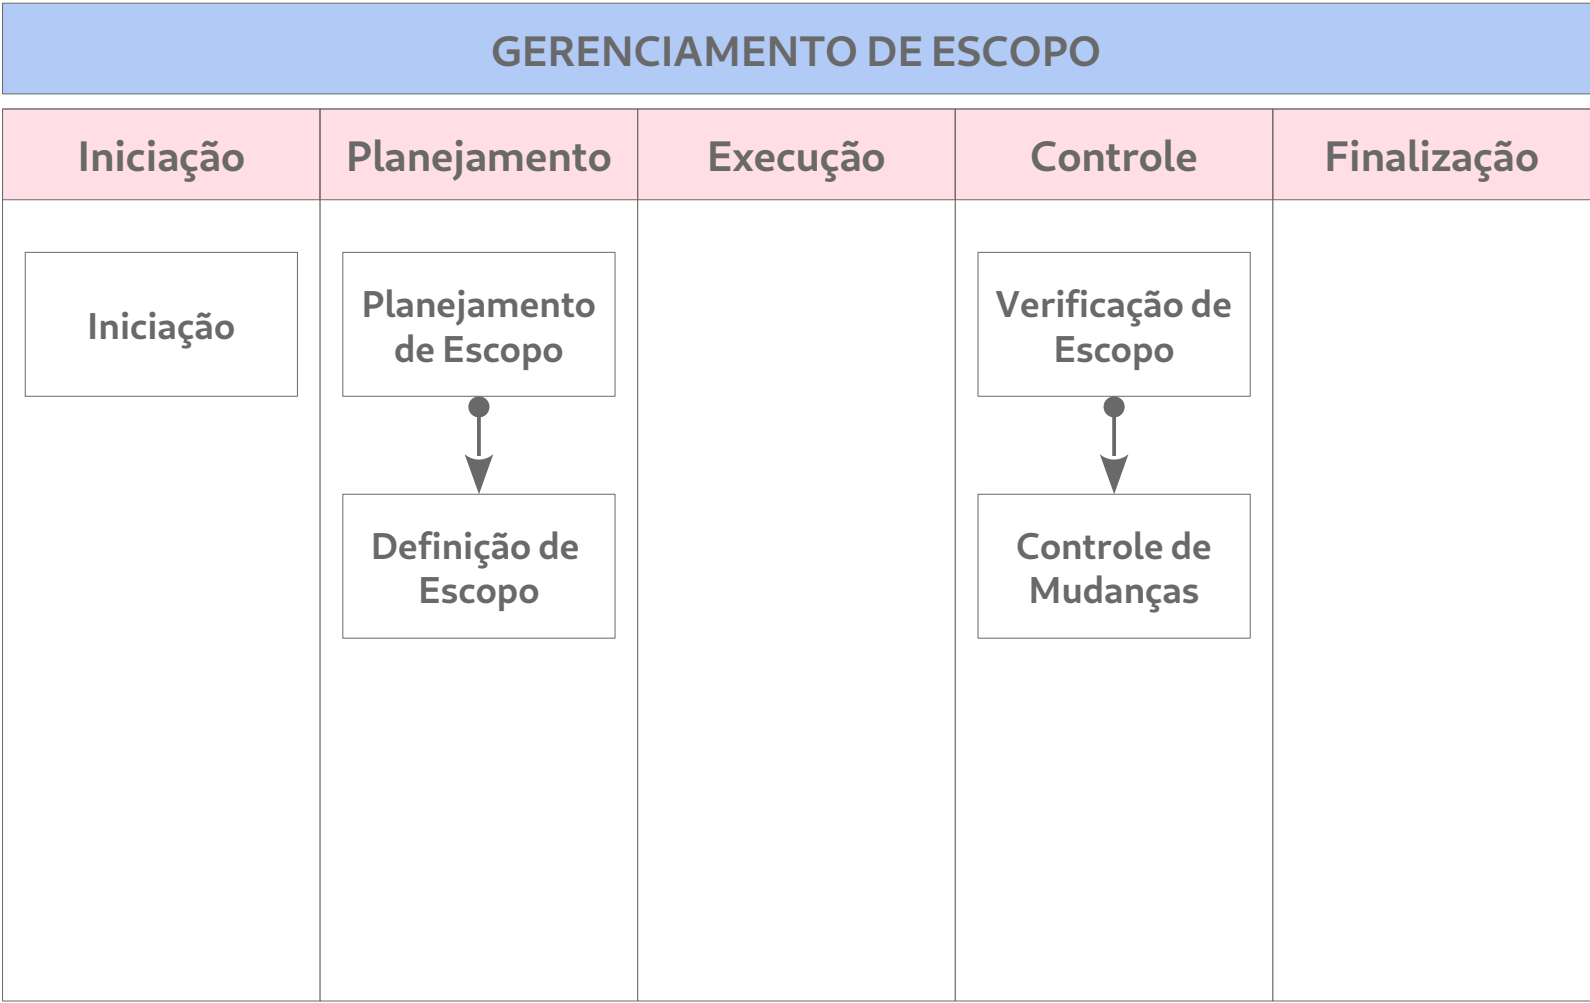 GERENCIAMENTO DE ESCOPO
Iniciação
Planejamento
Execução
Controle
Finalização
Iniciação
Planejamento
de Escopo
Verificação de
Escopo
Definição de
Escopo
Controle de
Mudanças